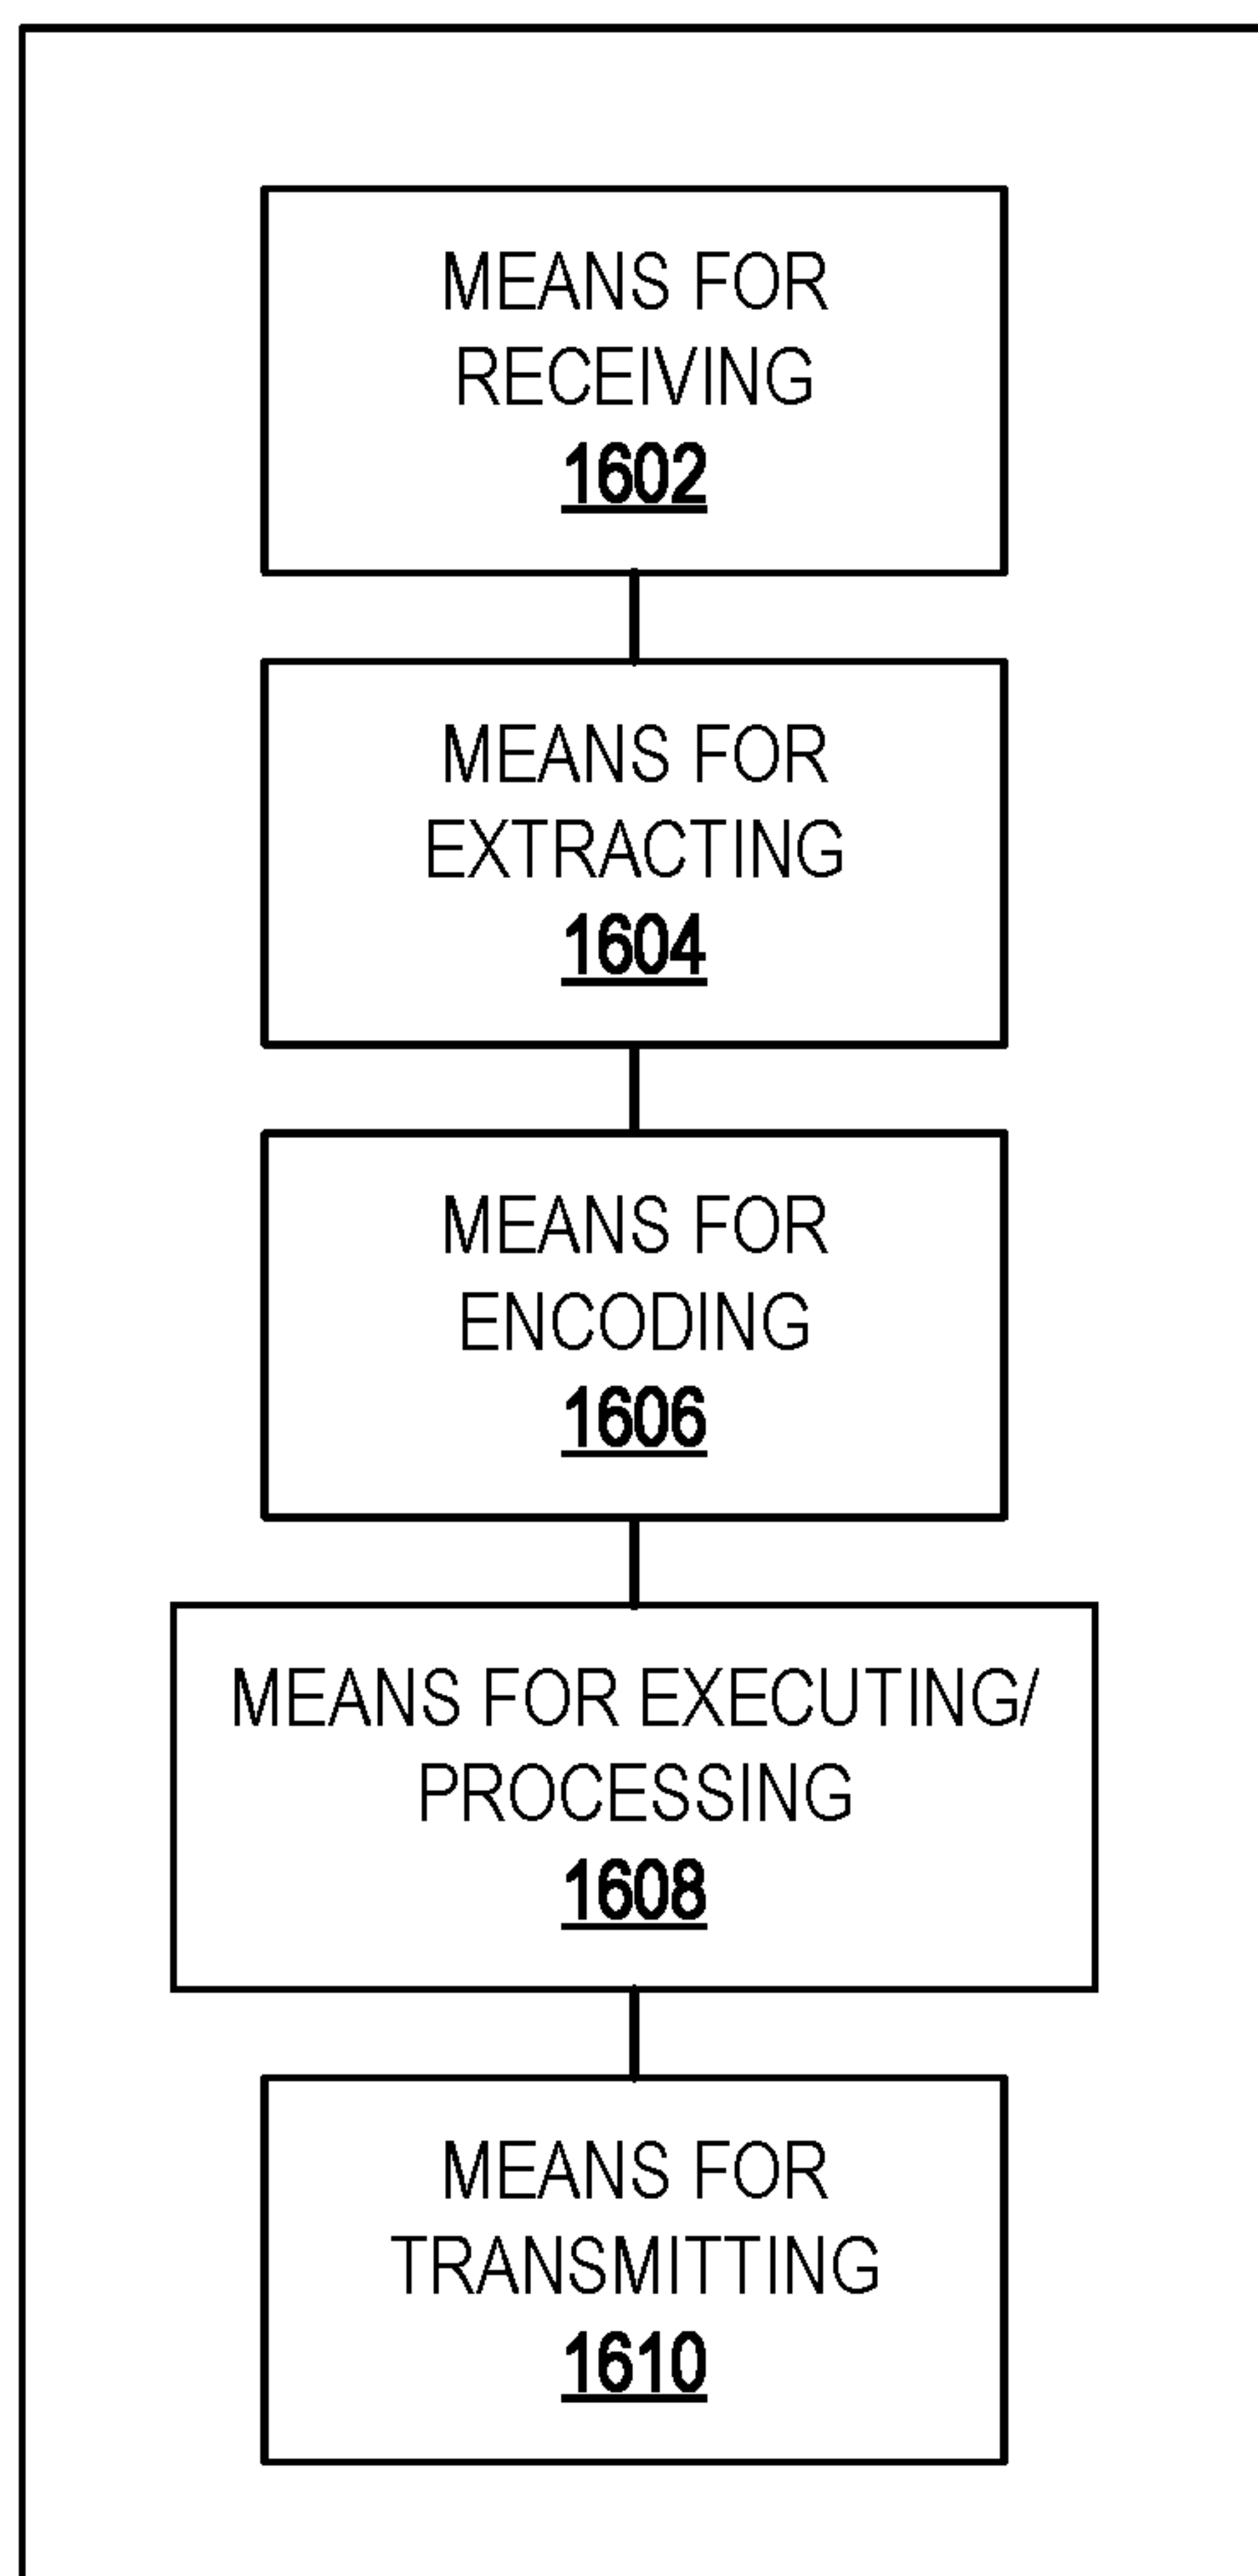 MEANS FOR
RECEIVING
1602
MEANS FOR
EXTRACTING
1604
MEANS FOR
ENCODING
1606
MEANS FOR EXECUTING/
PROCESSING
1608
MEANS FOR
TRANSMITTING
1610